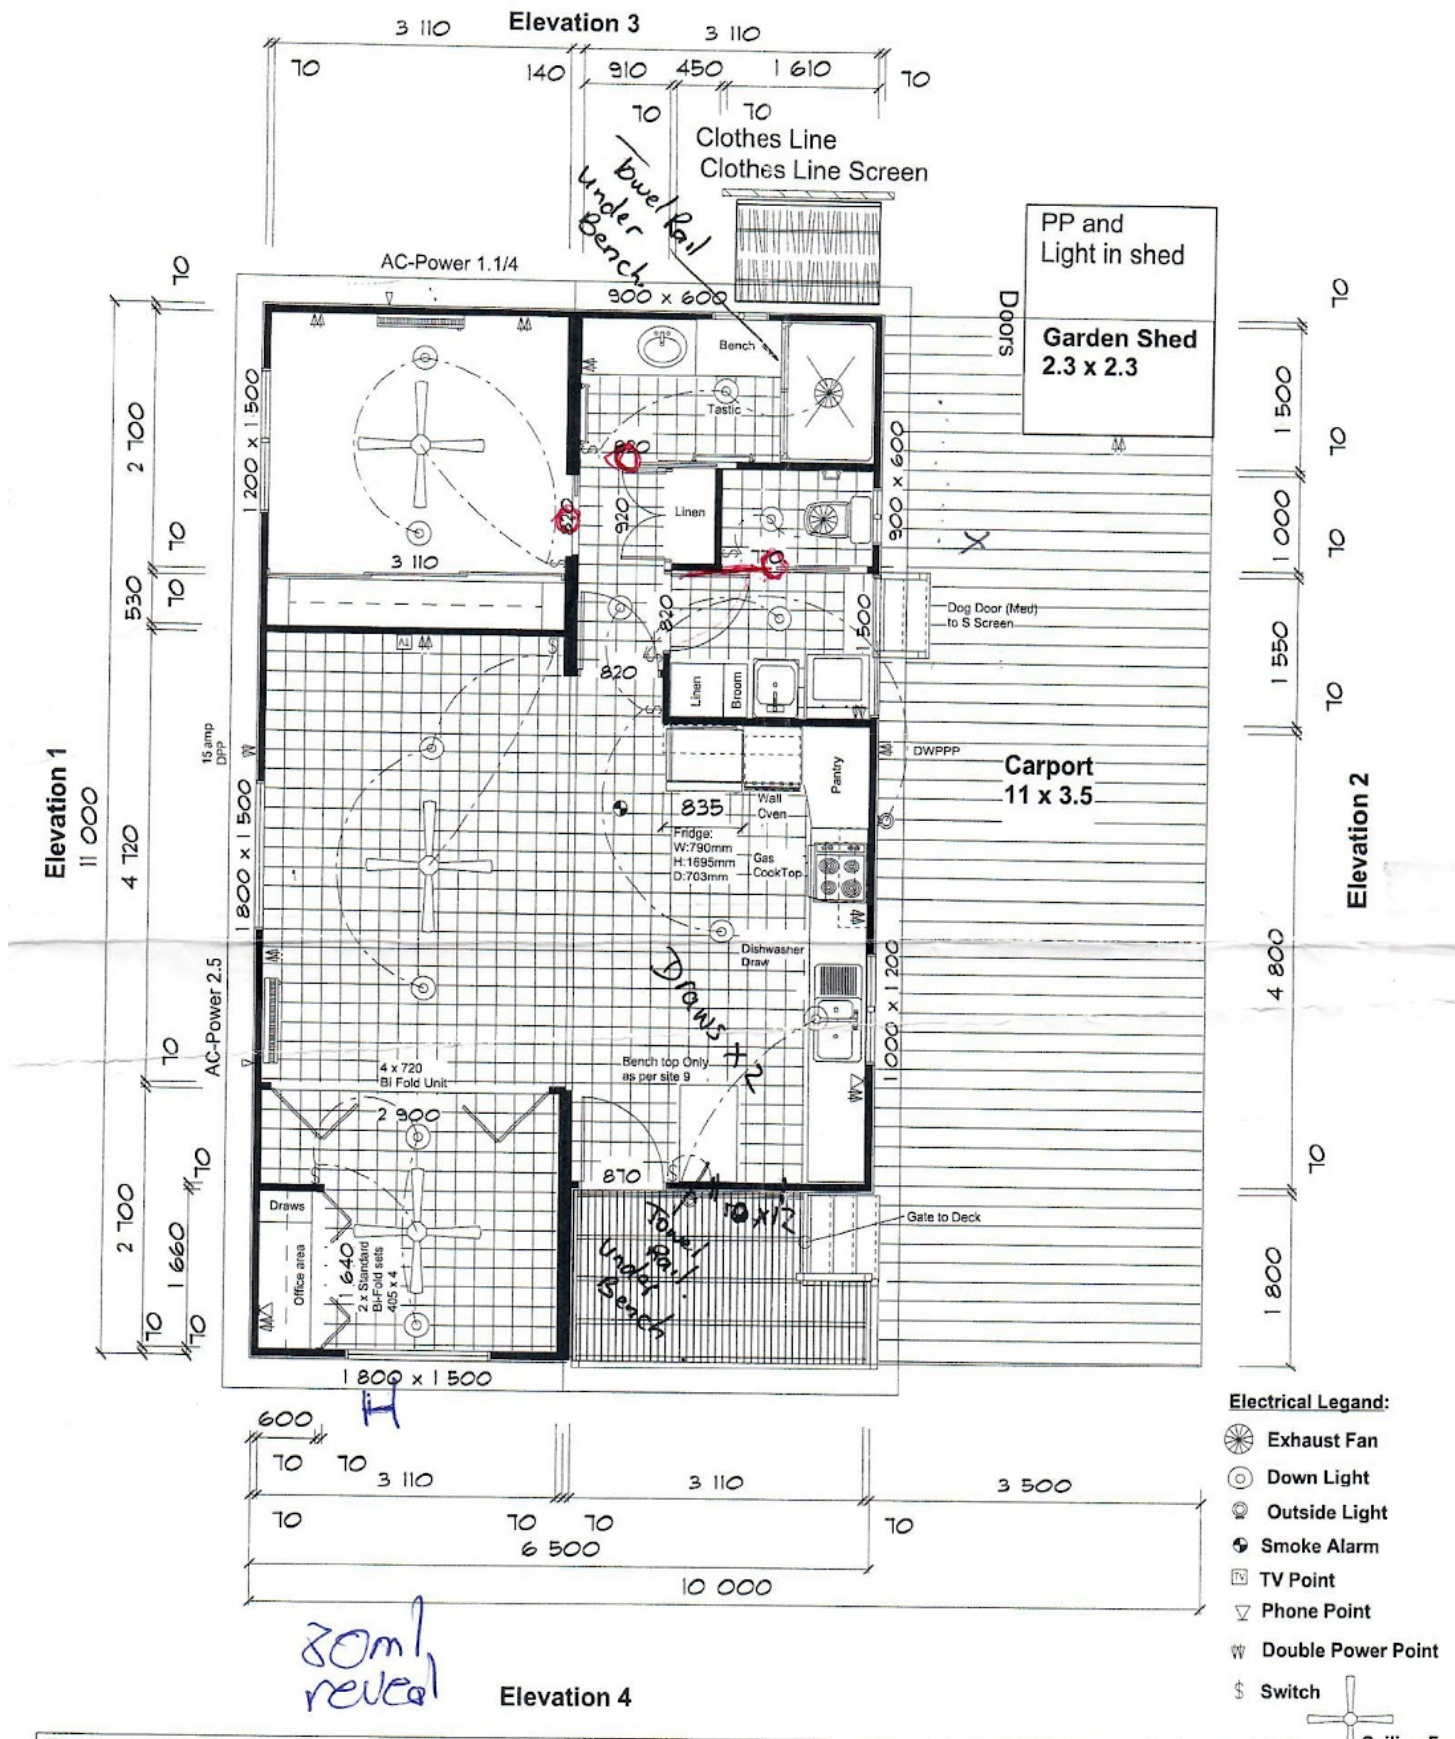 Elevation 3
3 110
3 110
70
140
910
450
1 610
70
70
70
Clothes Line
Clothes Line Screen
Towel Rail
Under
Bench.
PP and
Light in shed
Garden Shed
2.3 x 2.3
Doors
AC-Power 1.1/4
900 x 600
70
70
Bench
Tastic
1 200 x 1 500
2 700
1 500
70
900 x 600
820
920
Linen
3 110
70
530
70
1 000
70
Dog Door (Med)
to S Screen
820
1 500
1 550
TV
820
Linen
Broom
70
15 amp
DPP
DWPPP
Carport
11 x 3.5
Pantry
Wall
Oven
835
Fridge:
W:790mm
H:1695mm
D:703mm
Gas
CookTop
Elevation 1
11 000
4 720
1 800 x 1 500
Elevation 2
Dishwasher
Draw
Draws x 2
4 800
1 000 x 1 200
AC-Power 2.5
70
4 x 720
Bi Fold Unit
Bench top Only
as per site 9
2 900
870
70
70
2 700
1 660
Draws
Office area
1 640
2 x Standard
Bi-Fold sets
405 x 4
Towel
Rail
Under
Bench
Gate to Deck
1 800
70
70
1 800 x 1 500
H
600
70
70
3 110
3 110
3 500
70
70
70
70
6 500
10 000
Electrical Legand:
Exhaust Fan
Down Light
Outside Light
Smoke Alarm
TV
TV Point
Phone Point
Double Power Point
$ Switch
reveal
Elevation 4